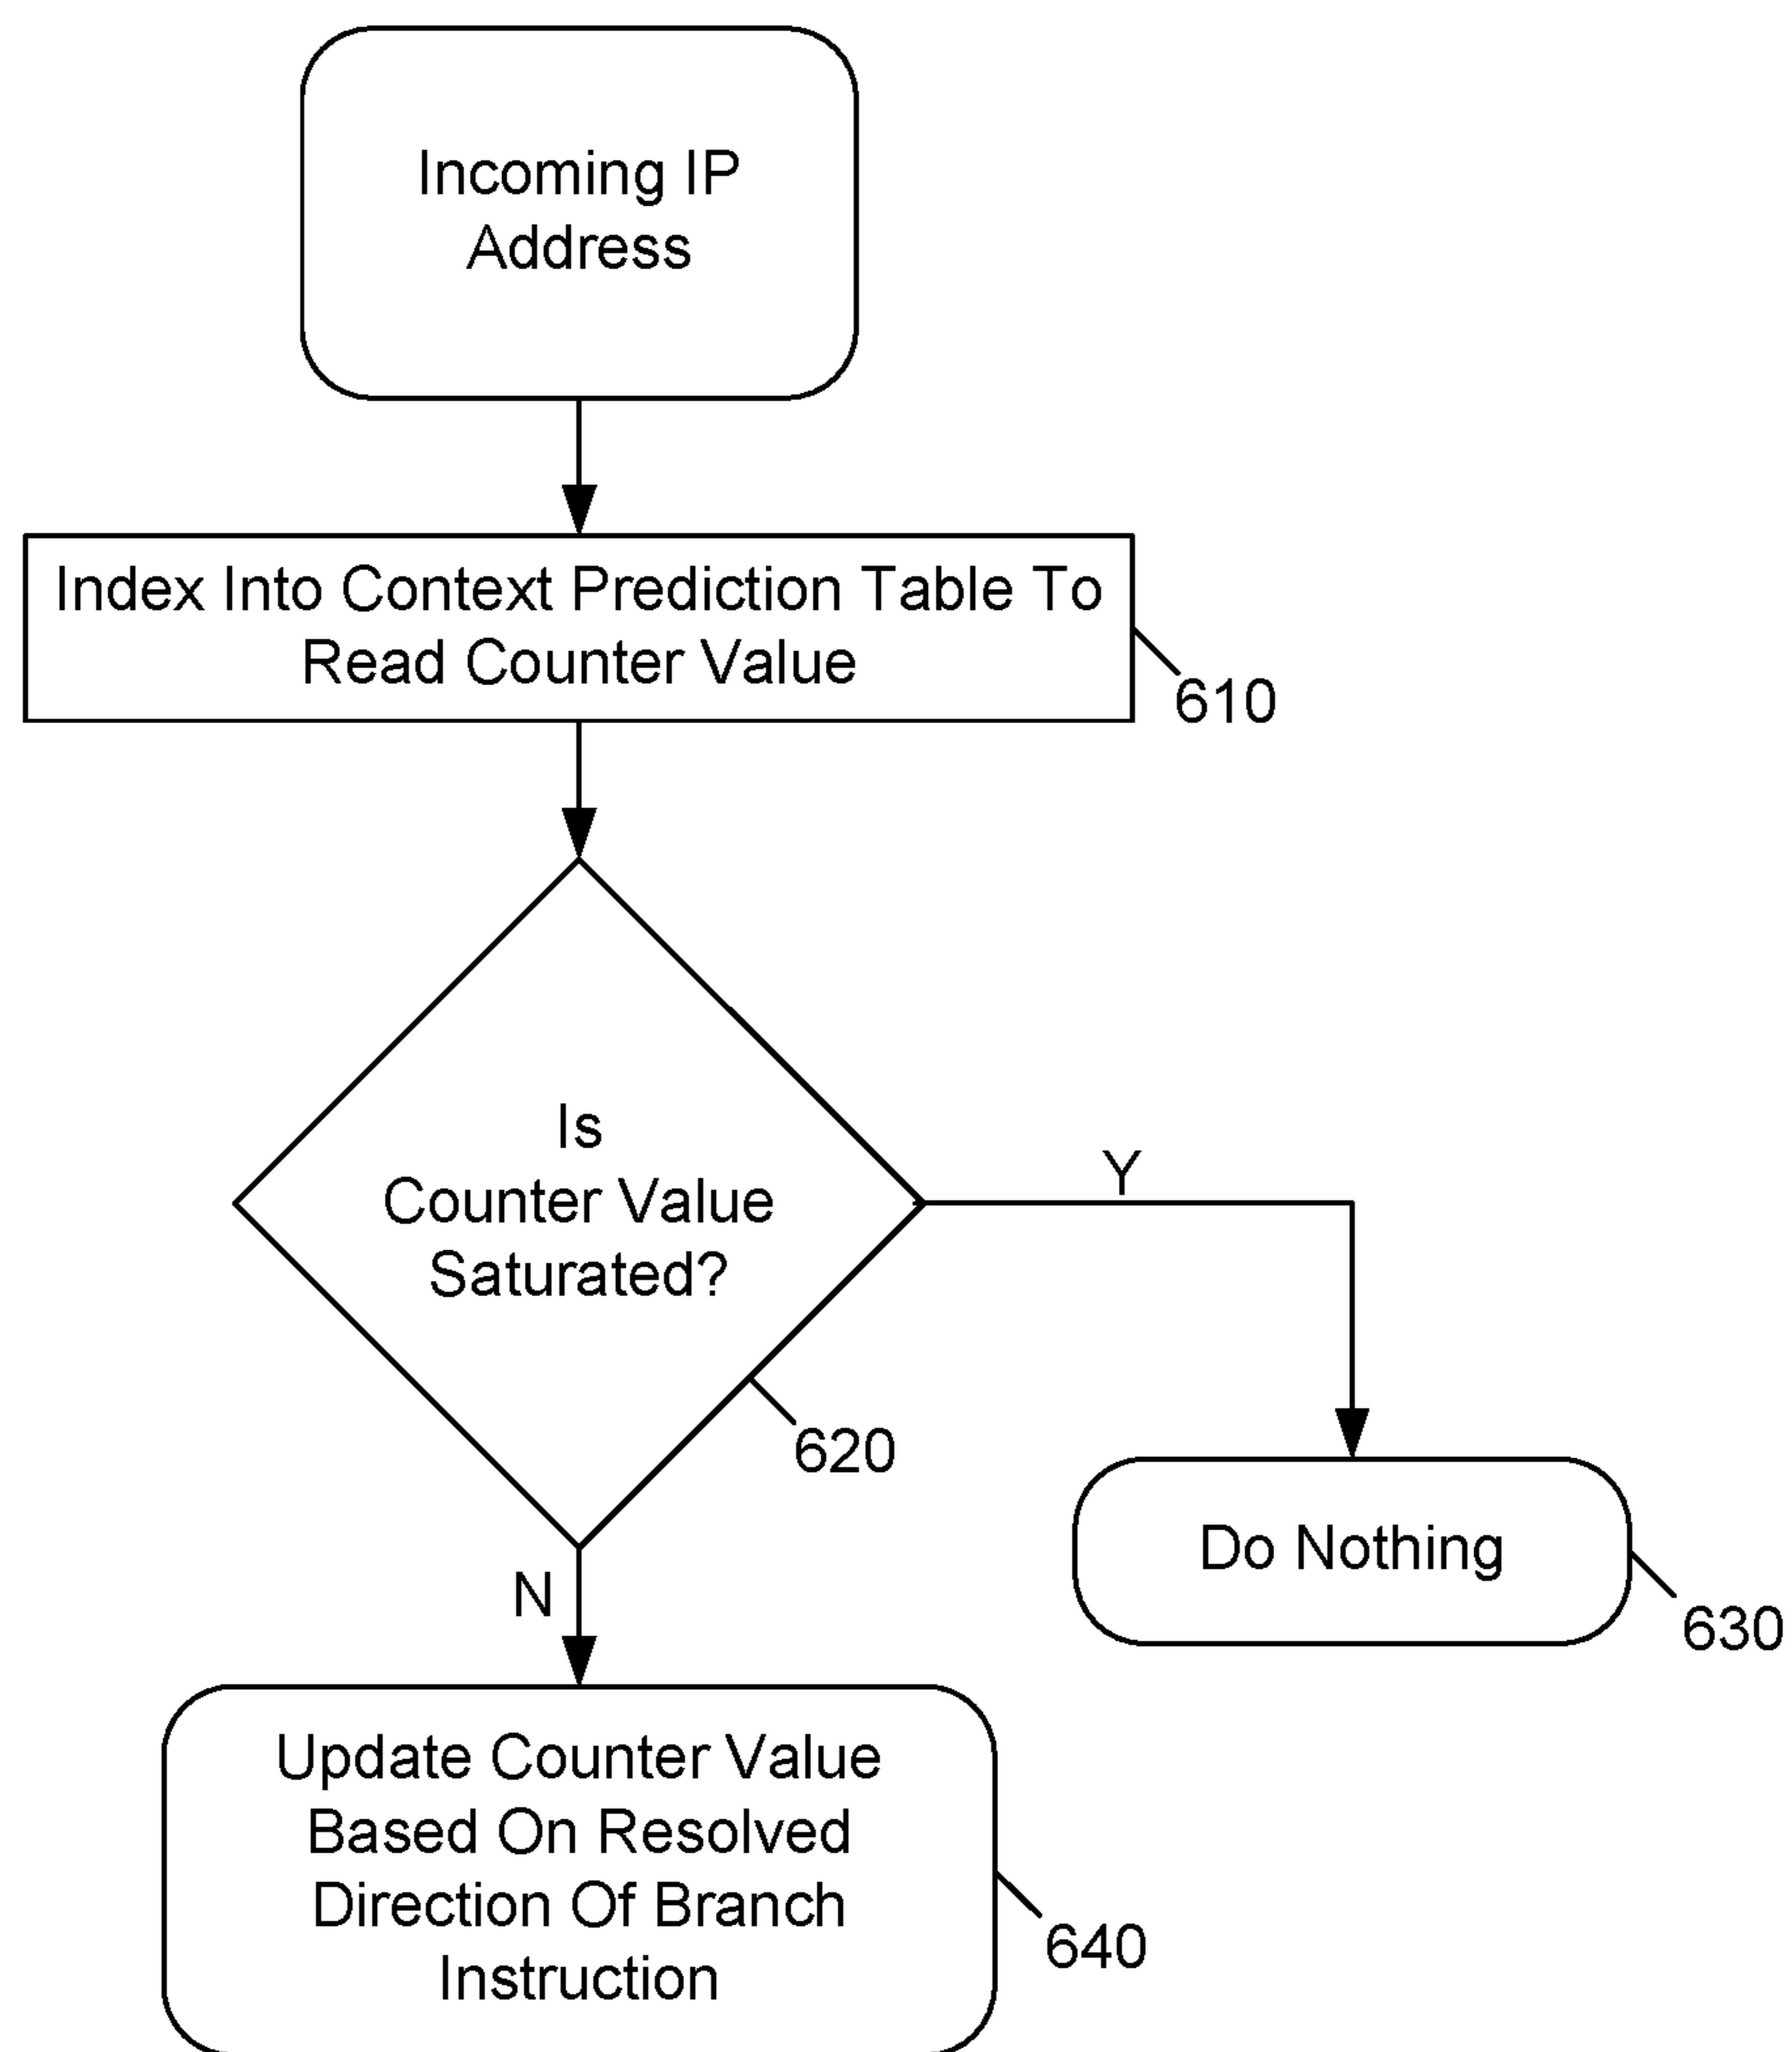 Incoming IP
Address
Index Into Context Prediction Table To
Read Counter Value
610
Is
Counter Value
Saturated?
Y
620
Do Nothing
N
630
Update Counter Value
Based On Resolved
Direction Of Branch
Instruction
640